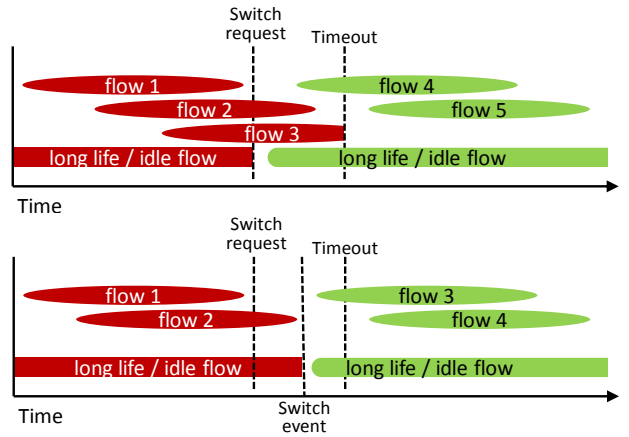 Switch
request
Timeout
flow 1
flow 4
flow 2
flow 5
flow 3
long life / idle flow
long life / idle flow
Time
Switch
request
Timeout
flow 1
flow 3
flow 2
flow 4
long life / idle flow
long life / idle flow
Time
Switch
event